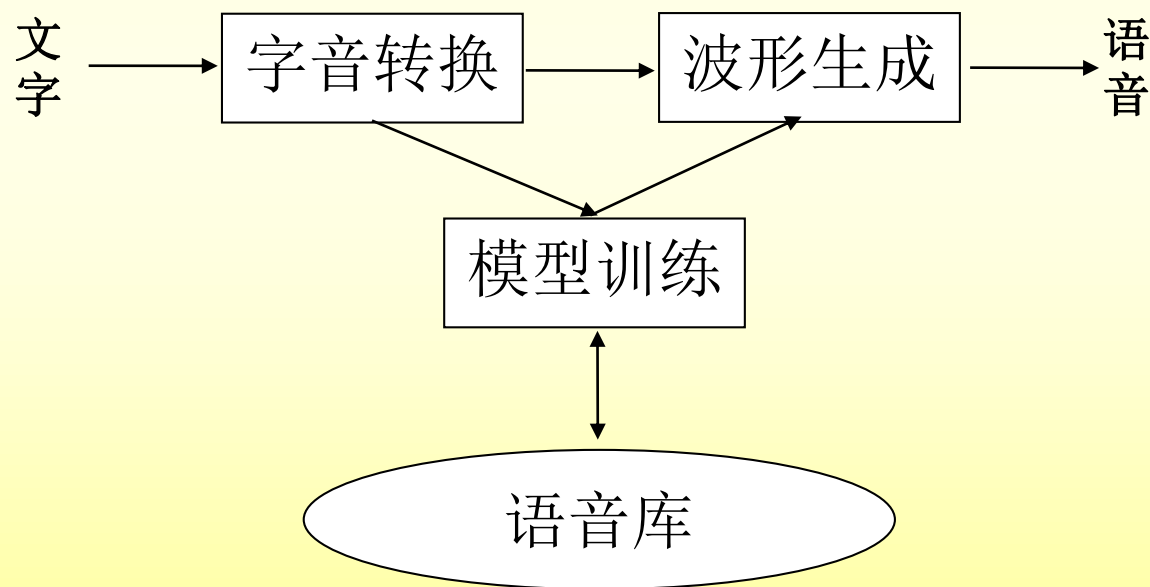 文字
字音转换
波形生成
语音
模型训练
语音库